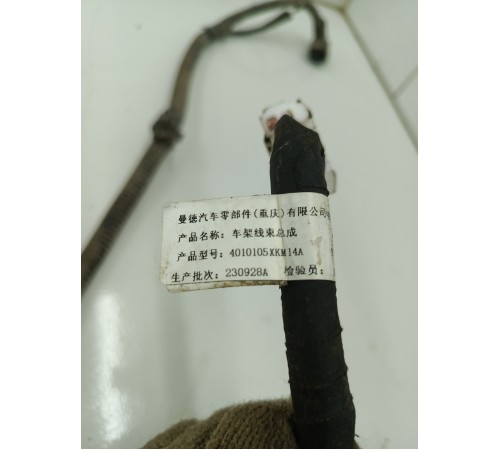 曼德汽车零部件(重庆)有限公司
产品名称：车架线束总成
产品型号：4010105XKM14A
生产批次：230928A 检验员：